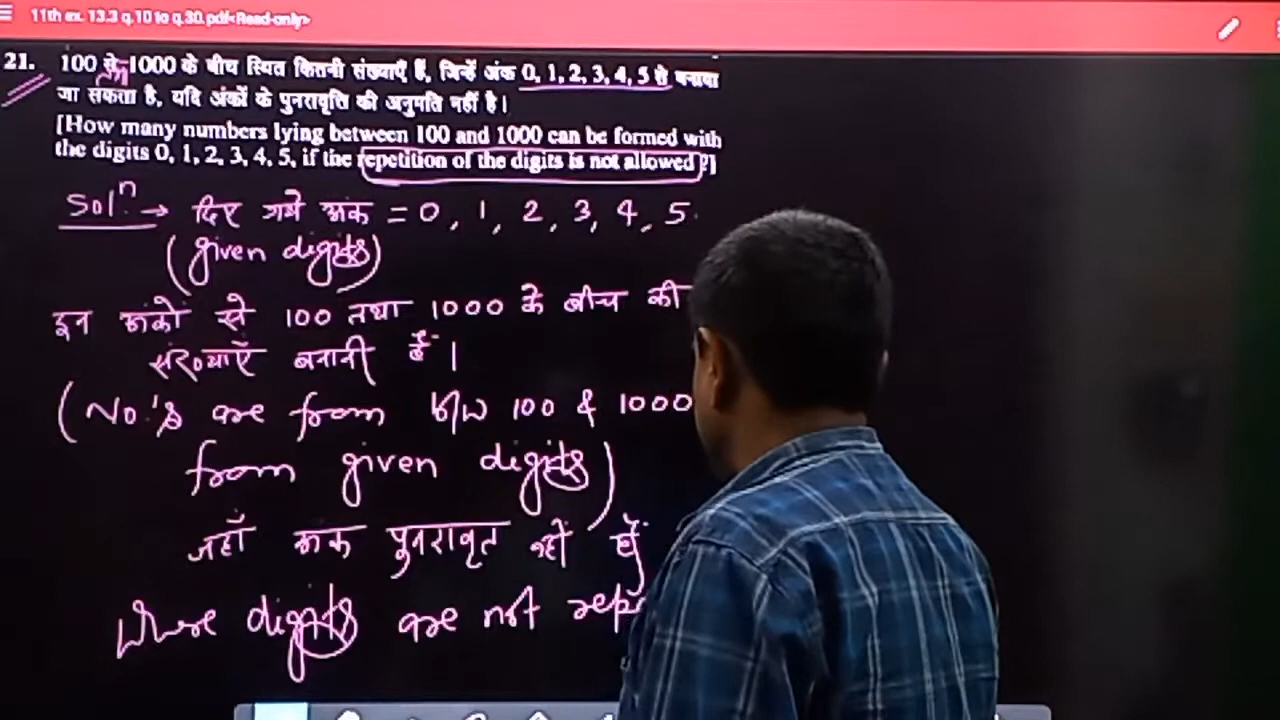 11th ex. 13.3 q.10 to q.30.pdf<Read-only>
21. 100 से 1000 के बीच स्थित कितनी संख्याएँ हैं, जिन्हें अंक 0, 1, 2, 3, 4, 5 से बनाया
जा सकता है, यदि अंकों के पुनरावृत्ति की अनुमति नहीं है।
[How many numbers lying between 100 and 1000 can be formed with
the digits 0, 1, 2, 3, 4, 5, if the repetition of the digits is not allowed ?]
Solⁿ. → दिए गये अंक = 0, 1, 2, 3, 4, 5.
(given digits)
इन अंको से 100 तथा 1000 के बीच की
संख्याएँ बनानी हैं।
(No.'s are from b/w 100 & 1000
from given digits)
जहाँ अंक पुनरावृत नहीं हों
where digits are not